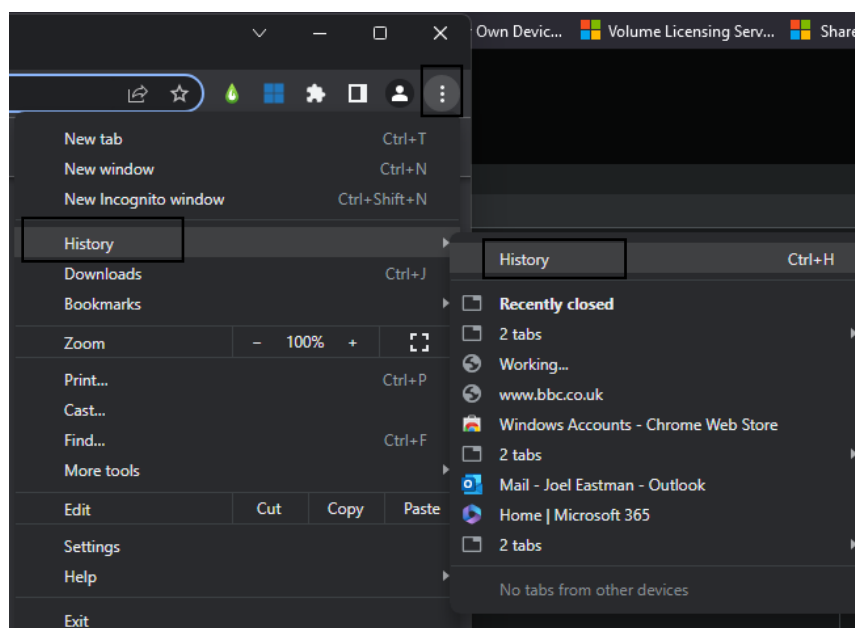 Own Devic... Volume Licensing Serv... Share
New tab Ctrl+T
New window Ctrl+N
New Incognito window Ctrl+Shift+N
History
Downloads Ctrl+J
Bookmarks
Zoom - 100% +
Print... Ctrl+P
Cast...
Find... Ctrl+F
More tools
Edit Cut Copy Paste
Settings
Help
Exit
History Ctrl+H
Recently closed
2 tabs
Working...
www.bbc.co.uk
Windows Accounts - Chrome Web Store
2 tabs
Mail - Joel Eastman - Outlook
Home | Microsoft 365
2 tabs
No tabs from other devices